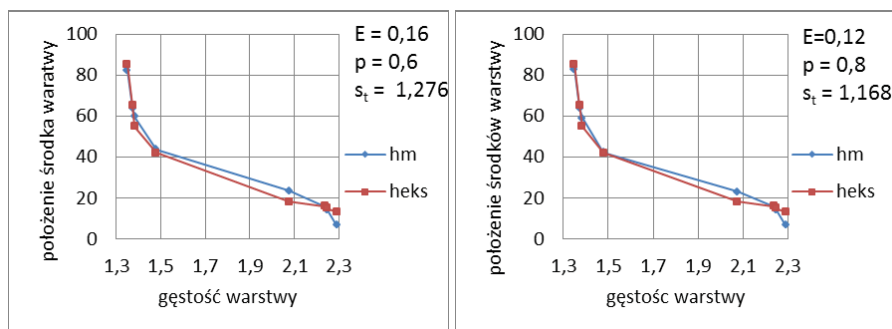 położenie środka waratwy
100
80
60
40
20
0
1,3 1,5 1,7 1,9 2,1 2,3
gęstość warstwy
E = 0,16
p = 0,6
st = 1,276
hm
heks
położenie środków warstwy
100
80
60
40
20
0
1,3 1,5 1,7 1,9 2,1 2,3
gęstośc warstwy
E=0,12
p = 0,8
st = 1,168
hm
heks